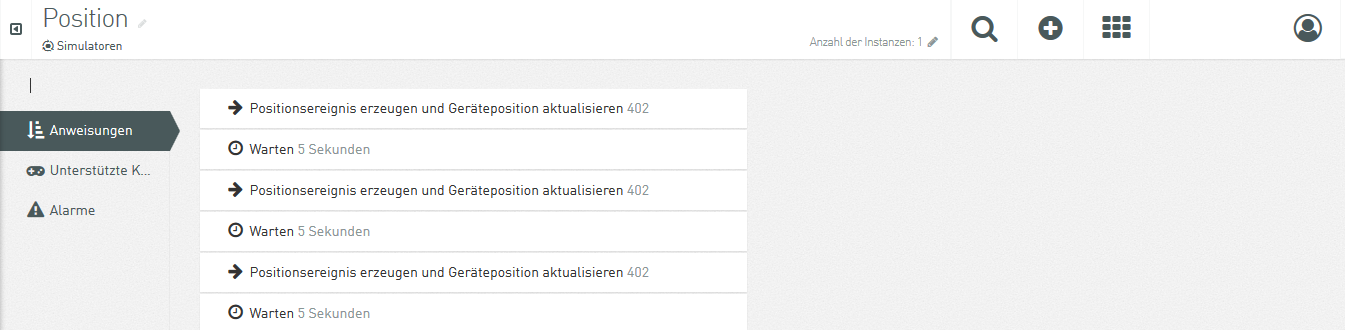 Position
Simulatoren
Anzahl der Instanzen: 1
Anweisungen
Unterstützte K...
Alarme
Positionsereignis erzeugen und Geräteposition aktualisieren 402
Warten 5 Sekunden
Positionsereignis erzeugen und Geräteposition aktualisieren 402
Warten 5 Sekunden
Positionsereignis erzeugen und Geräteposition aktualisieren 402
Warten 5 Sekunden